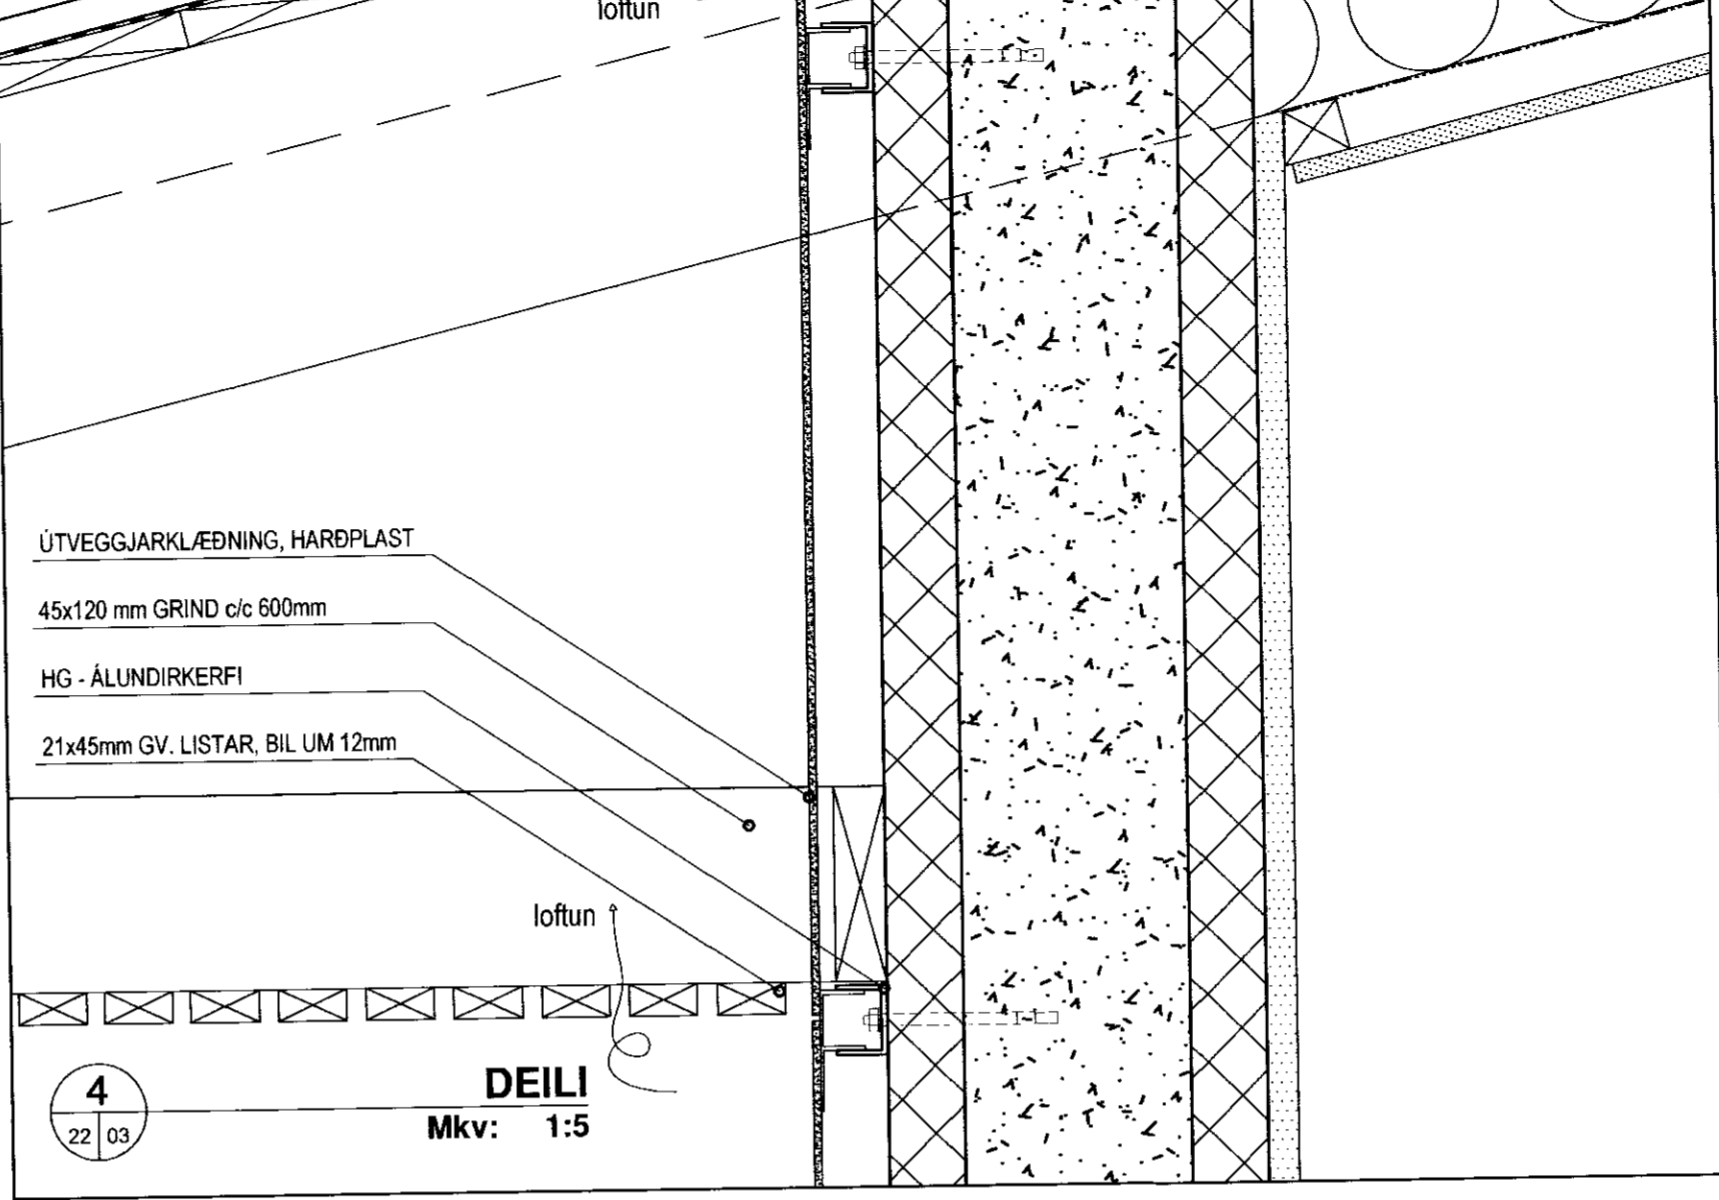 loftun
ÚTVEGGJARKLÆÐNING, HARÐPLAST
45x120 mm GRIND c/c 600mm
HG - ÁLUNDIRKERFI
21x45mm GV. LISTAR, BIL UM 12mm
loftun
4
22 03
DEILI
Mkv: 1:5